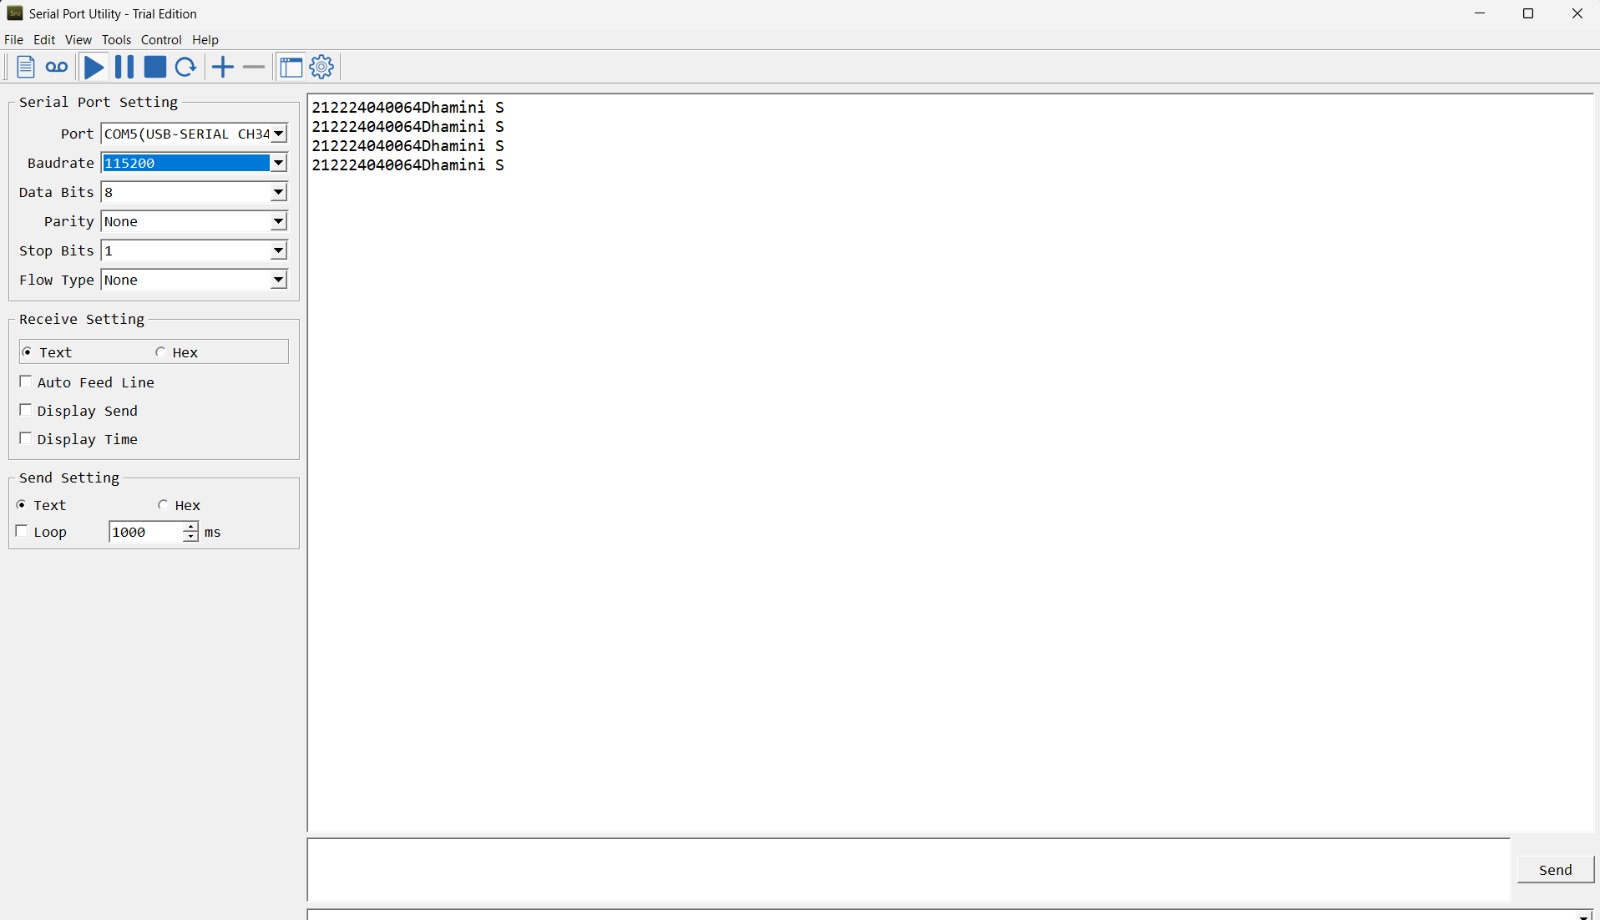 Serial Port Utility - Trial Edition
File Edit View Tools Control Help
Serial Port Setting
Port COM5(USB-SERIAL CH34
Baudrate 115200
Data Bits 8
Parity None
Stop Bits 1
Flow Type None
Receive Setting
Text Hex
Auto Feed Line
Display Send
Display Time
Send Setting
Text Hex
Loop 1000 ms
212224040064Dhamini S
212224040064Dhamini S
212224040064Dhamini S
212224040064Dhamini S
Send